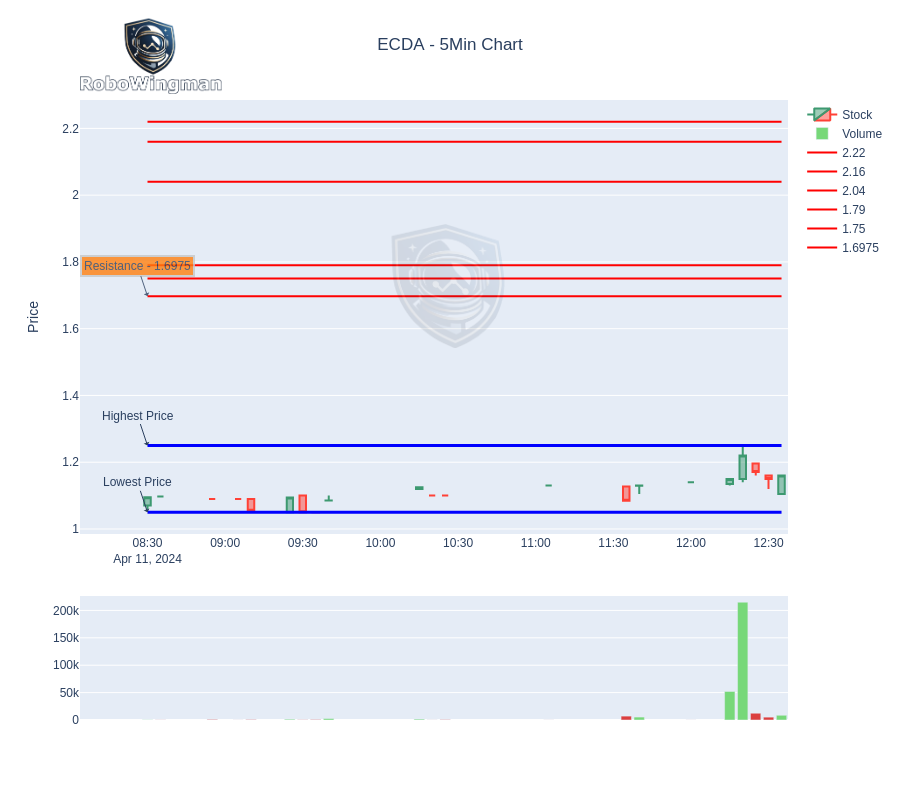 RoboWingman
ECDA - 5Min Chart
Stock
Volume
2.22
2.16
2.04
1.79
1.75
1.6975
2.2
2
1.8
1.6
1.4
1.2
1
Price
Resistance - 1.6975
Highest Price
Lowest Price
08:30 09:00 09:30 10:00 10:30 11:00 11:30 12:00 12:30
Apr 11, 2024
200k
150k
100k
50k
0